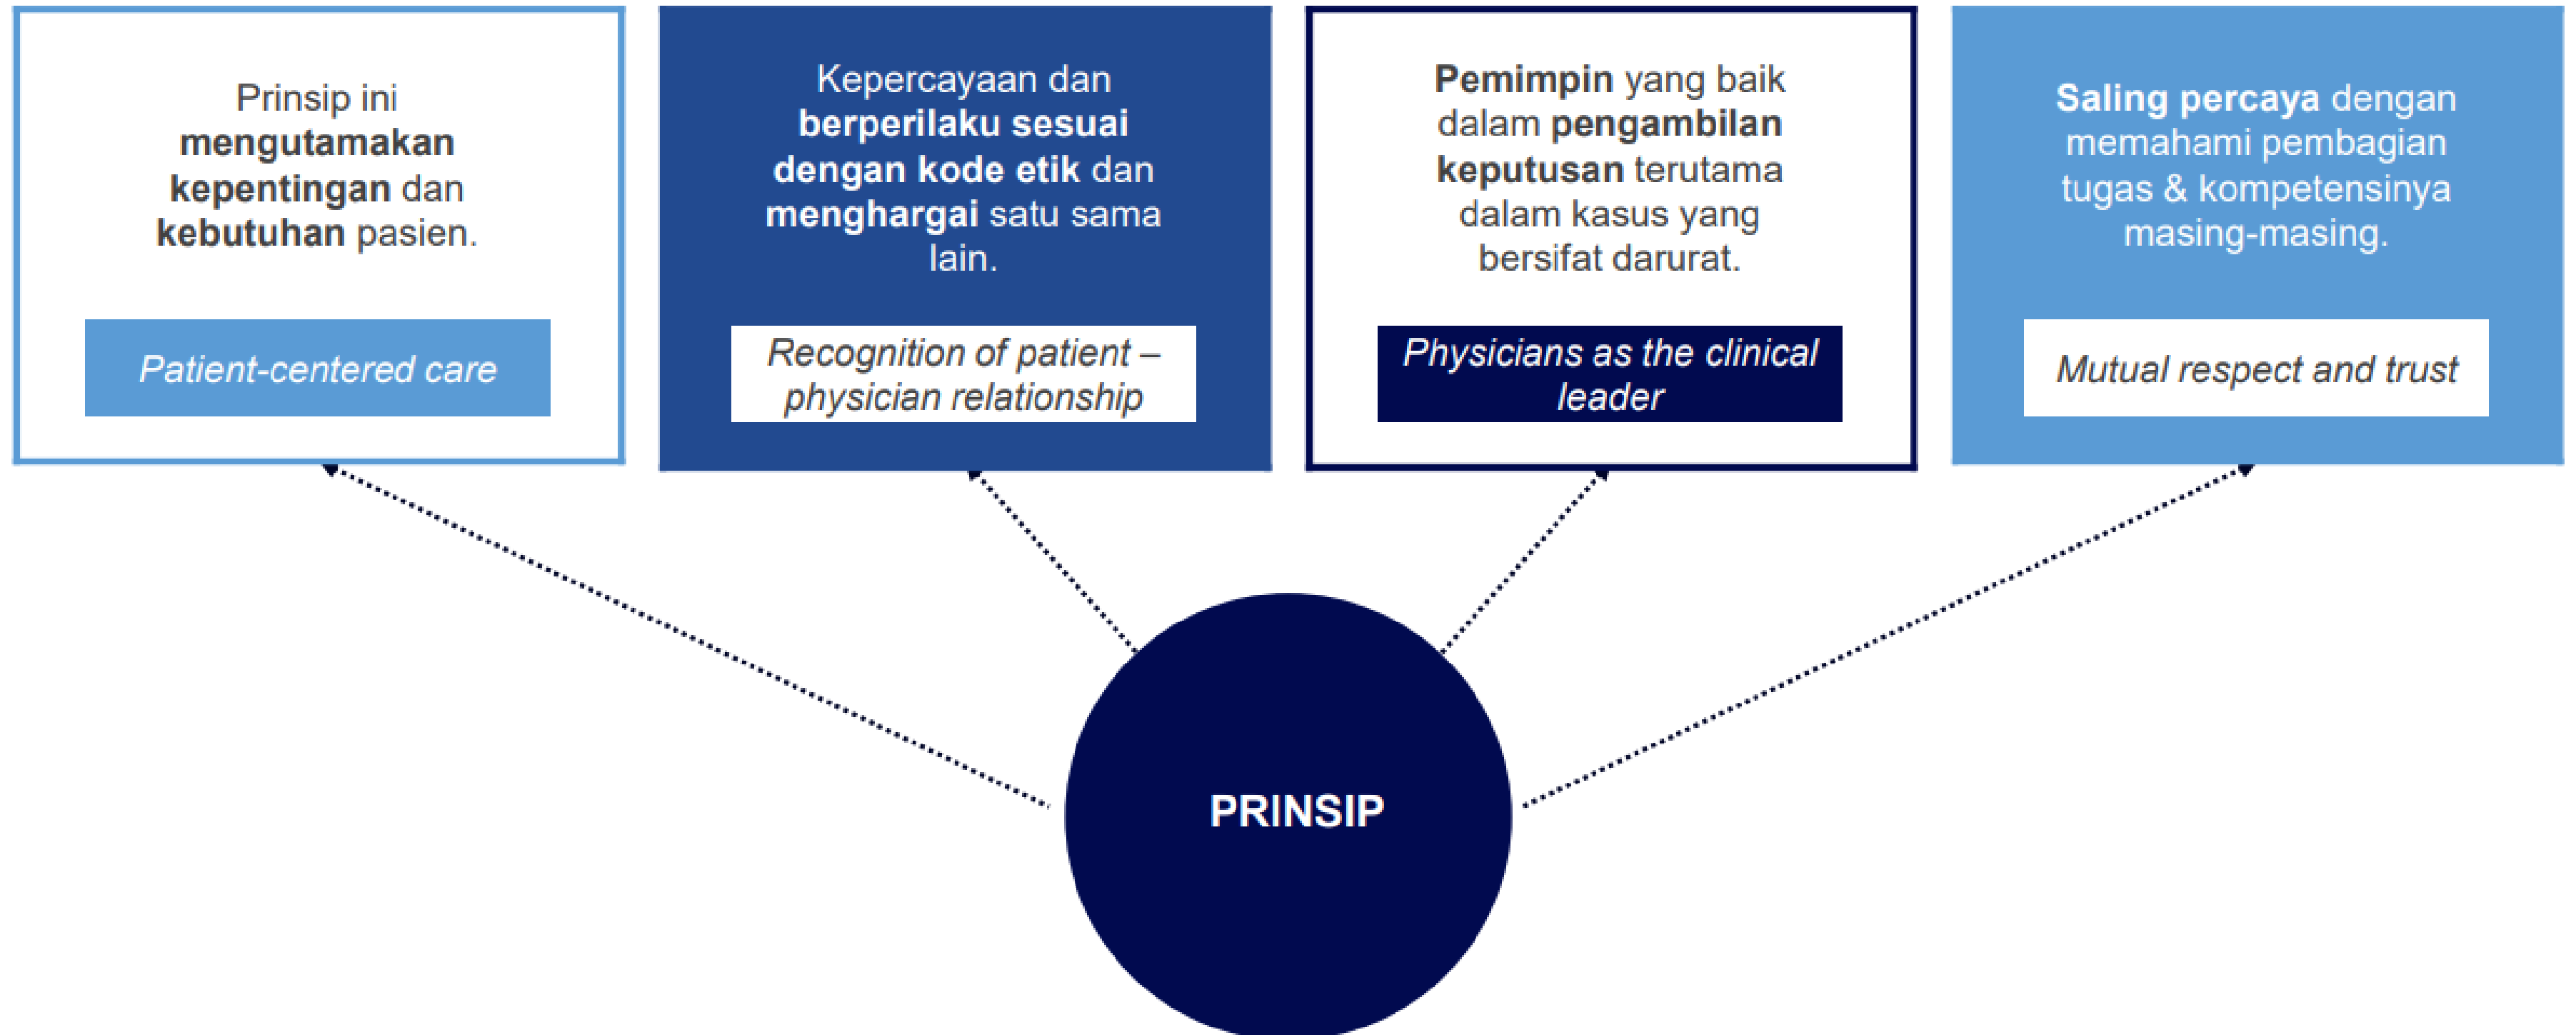 Prinsip ini
mengutamakan
kepentingan dan
kebutuhan pasien.
Patient-centered care
Kepercayaan dan
berperilaku sesuai
dengan kode etik dan
menghargai satu sama
lain.
Recognition of patient –
physician relationship
Pemimpin yang baik
dalam pengambilan
keputusan terutama
dalam kasus yang
bersifat darurat.
Physicians as the clinical
leader
Saling percaya dengan
memahami pembagian
tugas & kompetensinya
masing-masing.
Mutual respect and trust
PRINSIP